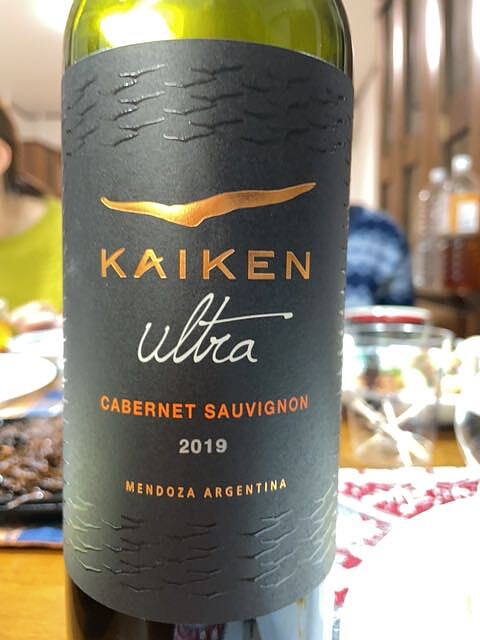 KAIKEN
ultra
CABERNET SAUVIGNON
2019
MENDOZA ARGENTINA